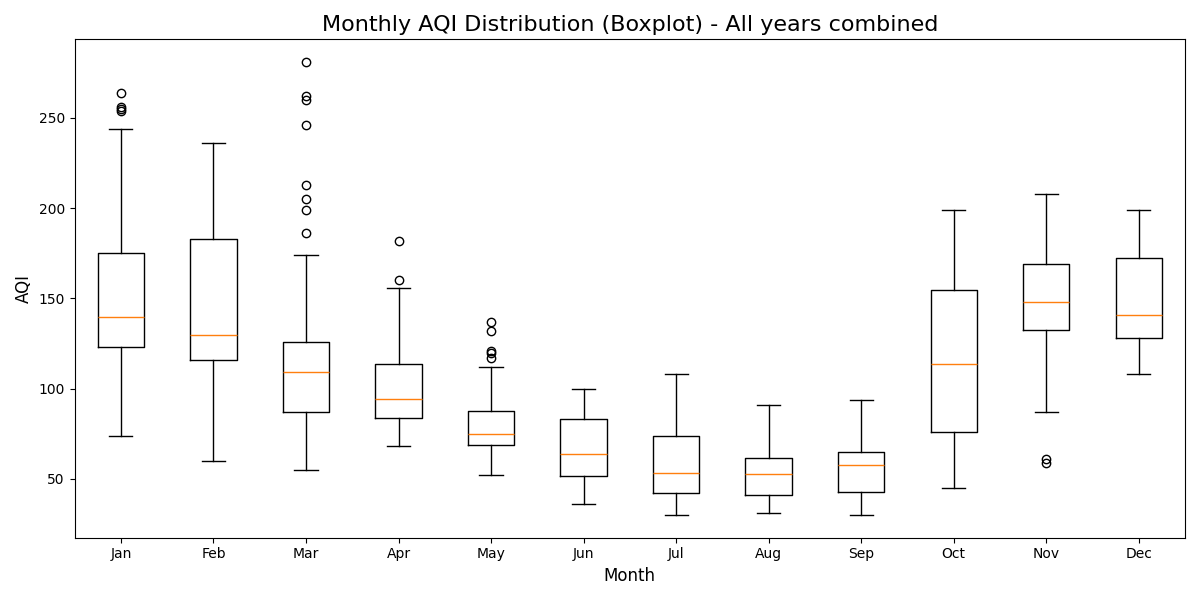 Monthly AQI Distribution (Boxplot) - All years combined
AQI
250
200
150
100
50
Jan Feb Mar Apr May Jun Jul Aug Sep Oct Nov Dec
Month